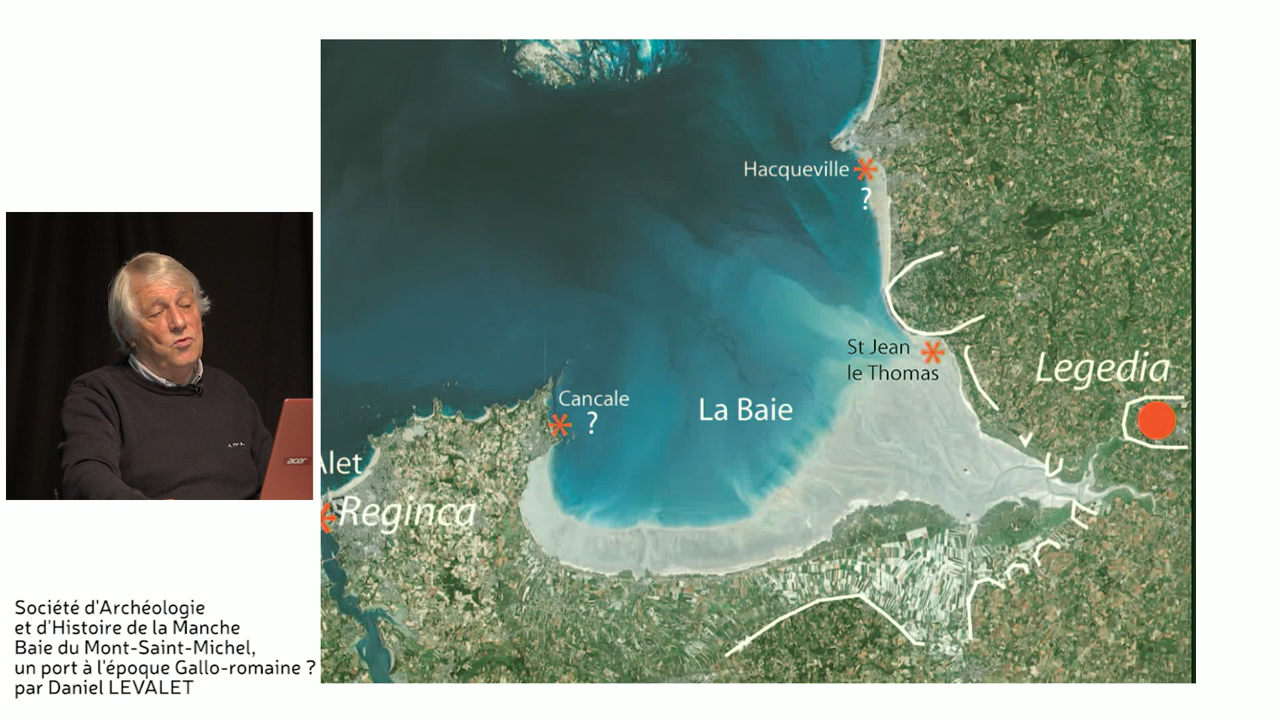 Hacqueville
?
St Jean
le Thomas
Legedia
Cancale
?
La Baie
Alet
Reginca
acer
Société d'Archéologie
et d'Histoire de la Manche
Baie du Mont-Saint-Michel,
un port à l'époque Gallo-romaine ?
par Daniel LEVALET